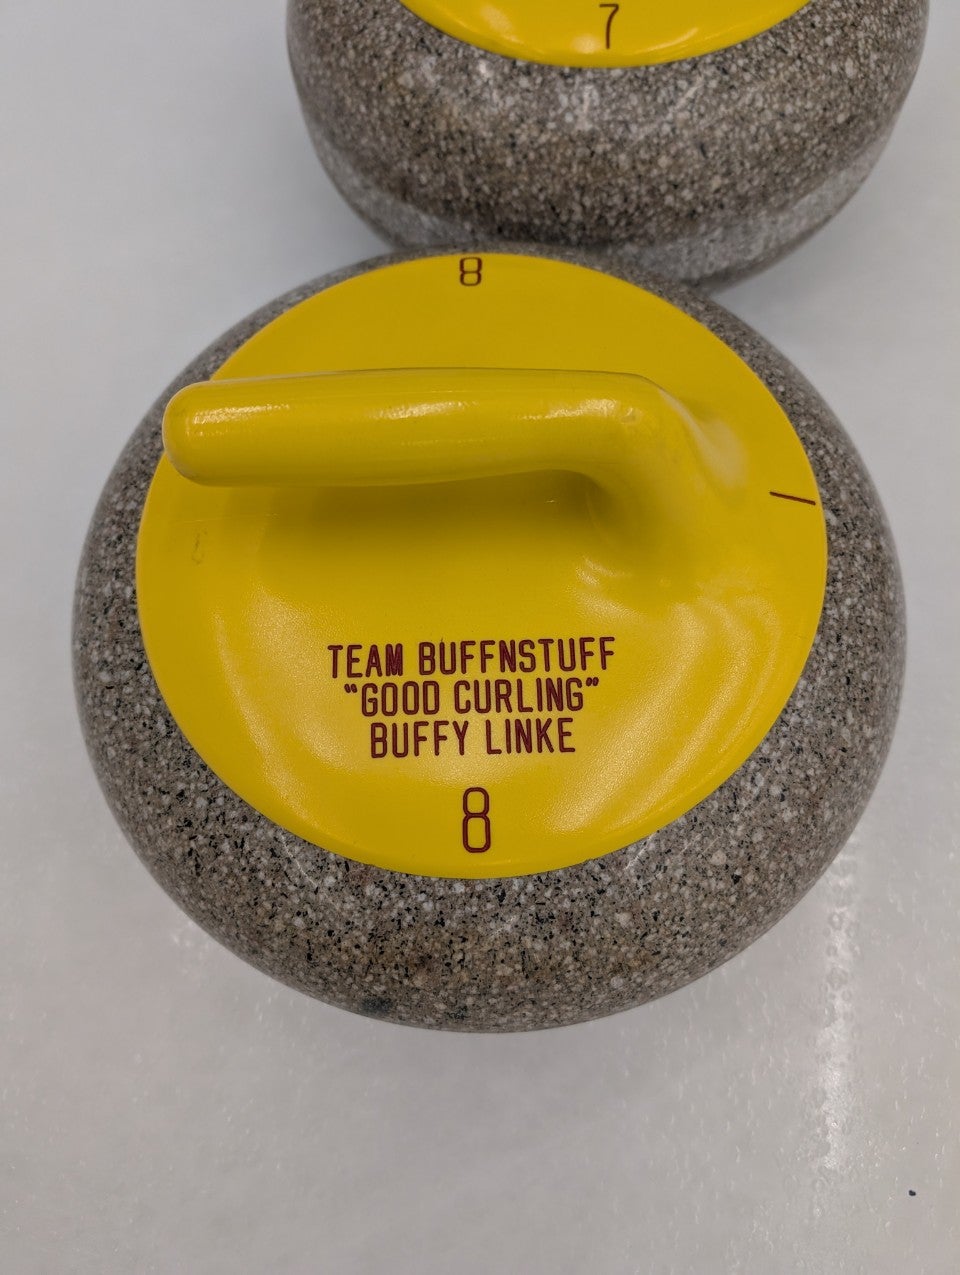 7
8
TEAM BUFFNSTUFF
“GOOD CURLING”
BUFFY LINKE
8